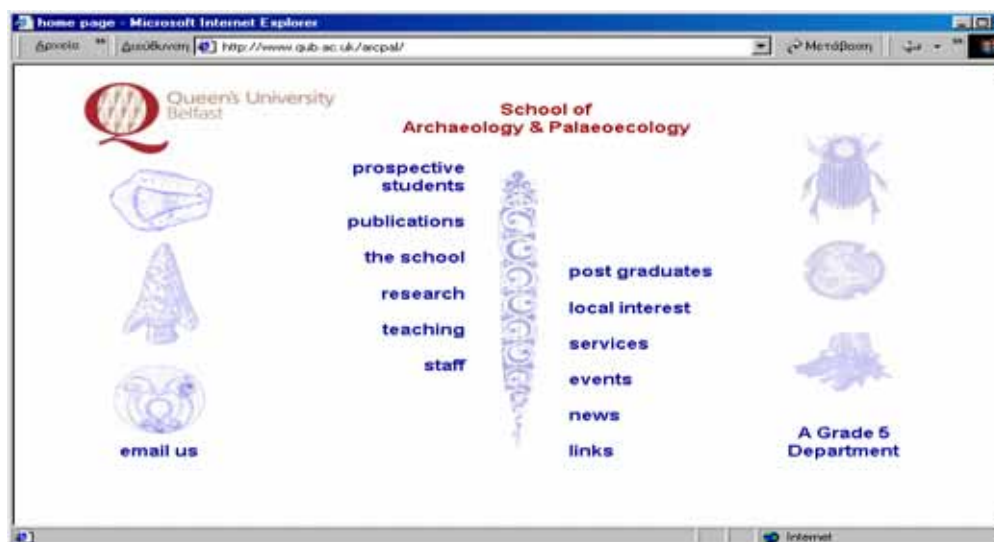 home page - Microsoft Internet Explorer
Αρχεία » Διεύθυνση http://www.qub.ac.uk/arcpal/ Μετάβαση »
Queen's University
Belfast
School of
Archaeology & Palaeoecology
prospective
students
publications
the school
research
teaching
staff
post graduates
local interest
services
events
news
links
email us
A Grade 5
Department
Internet